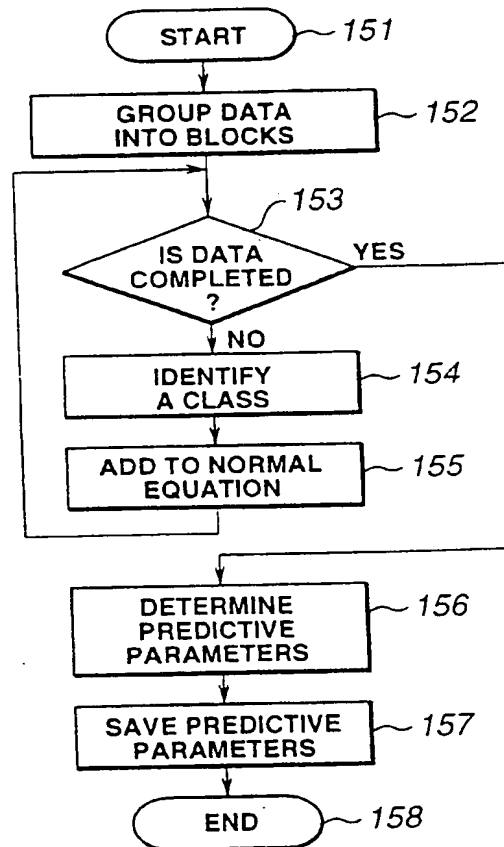 START
151
GROUP DATA
INTO BLOCKS
152
153
IS DATA
COMPLETED
?
YES
NO
IDENTIFY
A CLASS
154
ADD TO NORMAL
EQUATION
155
DETERMINE
PREDICTIVE
PARAMETERS
156
SAVE PREDICTIVE
PARAMETERS
157
END
158